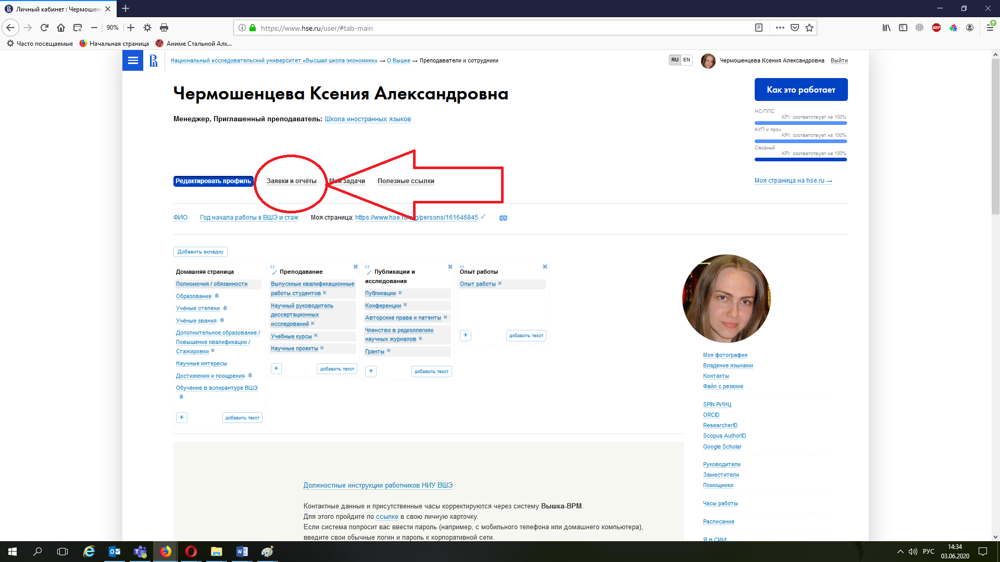 Личный кабинет : Чермошен
90%
https://www.hse.ru/user/#tab-main
ABP
Часто посещаемые
Начальная страница
Аниме Стальной Алх...
Национальный исследовательский университет «Высшая школа экономики» → О Вышке → Преподаватели и сотрудники
RU EN
Чермошенцева Ксения Александровна
Выйти
Чермошенцева Ксения Александровна
Как это работает
Менеджер, Приглашенный преподаватель: Школа иностранных языков
НС/ППС
KPI: соответствует на 100%
АУП и проч.
KPI: соответствует на 100%
Сводный
KPI: соответствует на 100%
Редактировать профиль
Заявки и отчёты
Мои задачи
Полезные ссылки
Моя страница на hse.ru →
ФИО
Год начала работы в ВШЭ и стаж
Моя страница: https://www.hse.ru/org/persons/161646845
Добавить вкладку
Домашняя страница
Полномочия / обязанности
Образование
Учёные степени
Учёные звания
Дополнительное образование /
Повышение квалификации /
Стажировки
Научные интересы
Достижения и поощрения
Обучение в аспирантуре ВШЭ
+
добавить текст
Преподавание
Выпускные квалификационные
работы студентов
Научный руководитель
диссертационных
исследований
Учебные курсы
Научные проекты
+
добавить текст
Публикации и
исследования
Публикации
Конференции
Авторские права и патенты
Членство в редколлегиях
научных журналов
Гранты
+
добавить текст
Опыт работы
Опыт работы
+
добавить текст
Моя фотография
Владение языками
Контакты
Файл с резюме
SPIN РИНЦ
ORCID
ResearcherID
Scopus AuthorID
Google Scholar
Руководители
Заместители
Помощники
Часы работы
Расписание
Я в СМИ
Должностные инструкции работников НИУ ВШЭ
Контактные данные и присутственные часы корректируются через систему Вышка-BPM.
Для этого пройдите по ссылке в свою личную карточку.
Если система попросит вас ввести пароль (например, с мобильного телефона или домашнего компьютера),
введите свои обычные логин и пароль к корпоративной сети.
РУС
14:34
03.06.2020